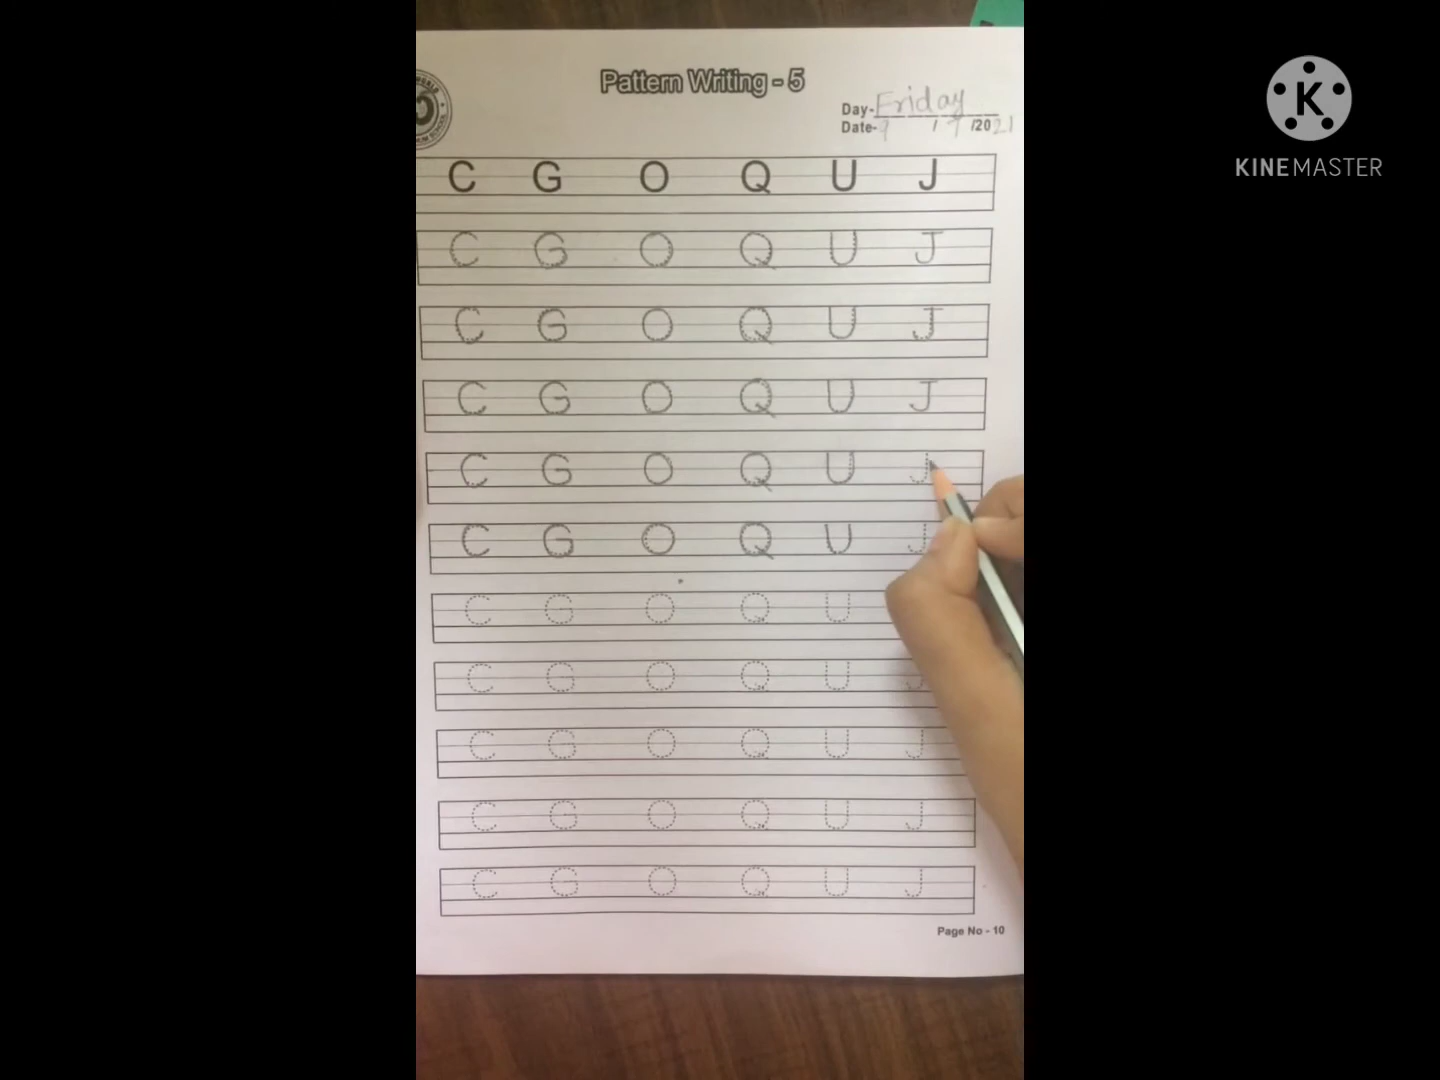 Pattern Writing - 5
Day- Friday
Date- 9 / 7 /2021
C G O Q U J
C G O Q U J
C G O Q U J
C G O Q U J
C G O Q U J
C G O Q U J
C G O Q U
C G O Q U J
C G O Q U J
C G O Q U J
C G O Q U J
Page No - 10
K
KINEMASTER